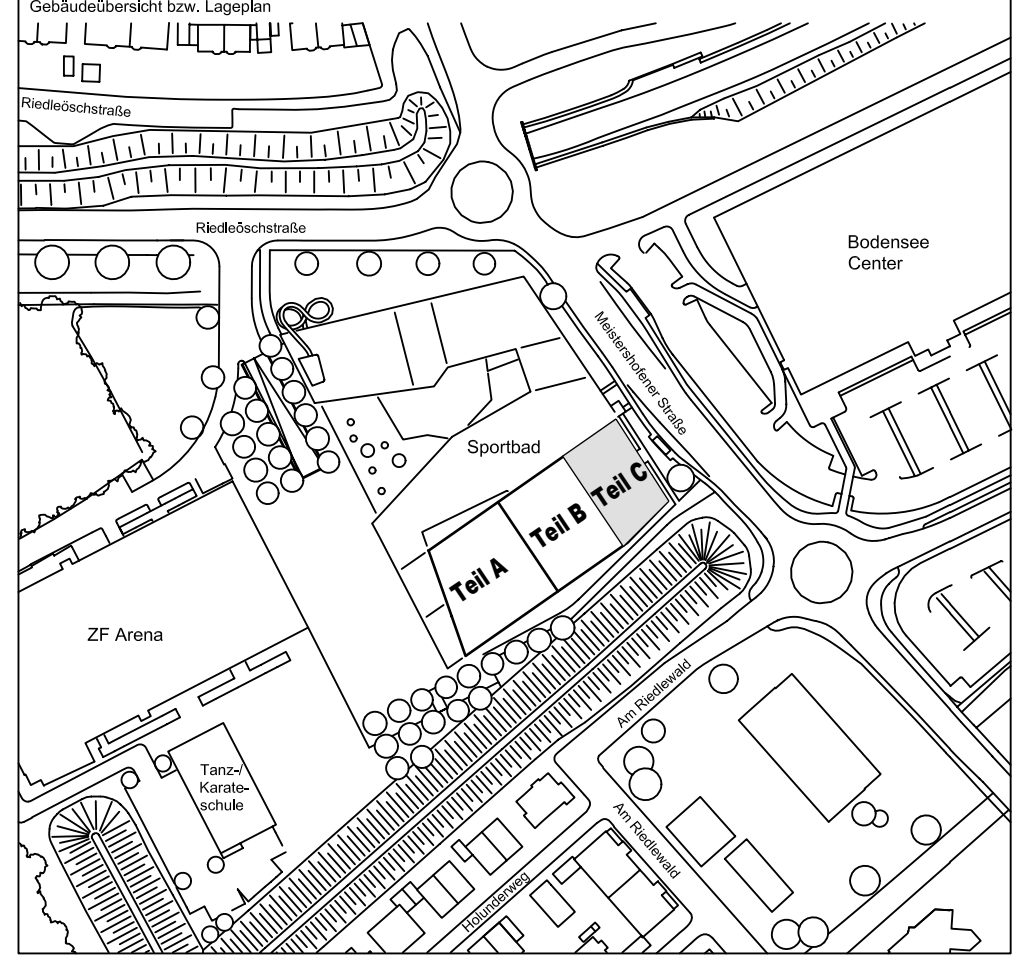 Gebäudeübersicht bzw. Lageplan
Riedleöschstraße
Riedleöschstraße
Bodensee
Center
Meistershofener Straße
Sportbad
Teil C
Teil B
Teil A
ZF Arena
Am Riedlewald
Tanz-/
Karate-
schule
Am Riedlewald
Holunderweg